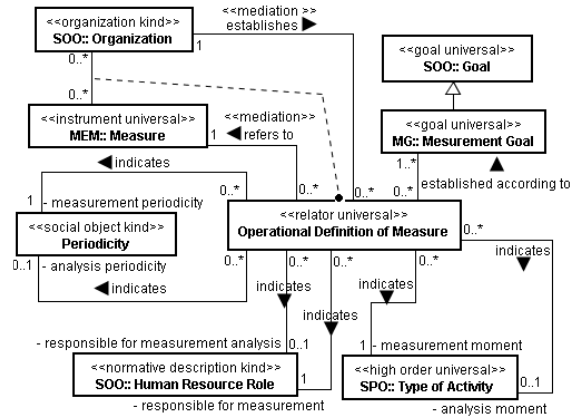 <<organization kind>>
SOO:: Organization
<<mediation>>
establishes
1
0..*
0..*
<<goal universal>>
SOO:: Goal
<<instrument universal>>
MEM:: Measure
1
<<mediation>>
refers to
<<goal universal>>
MG:: Mesurement Goal
indicates
1..*
1
- measurement periodicity
0..*
0..*
0..*
0..*
established according to
<<social object kind>>
Periodicity
<<relator universal>>
Operational Definition of Measure
0..*
0..1
- analysis periodicity
0..*
0..*
0..*
0..*
indicates
indicates
indicates
indicates
indicates
- responsible for measurement analysis
0..1
1
- measurement moment
<<normative description kind>>
SOO:: Human Resource Role
1
<<high order universal>>
SPO:: Type of Activity
0..1
- responsible for measurement
- analysis moment